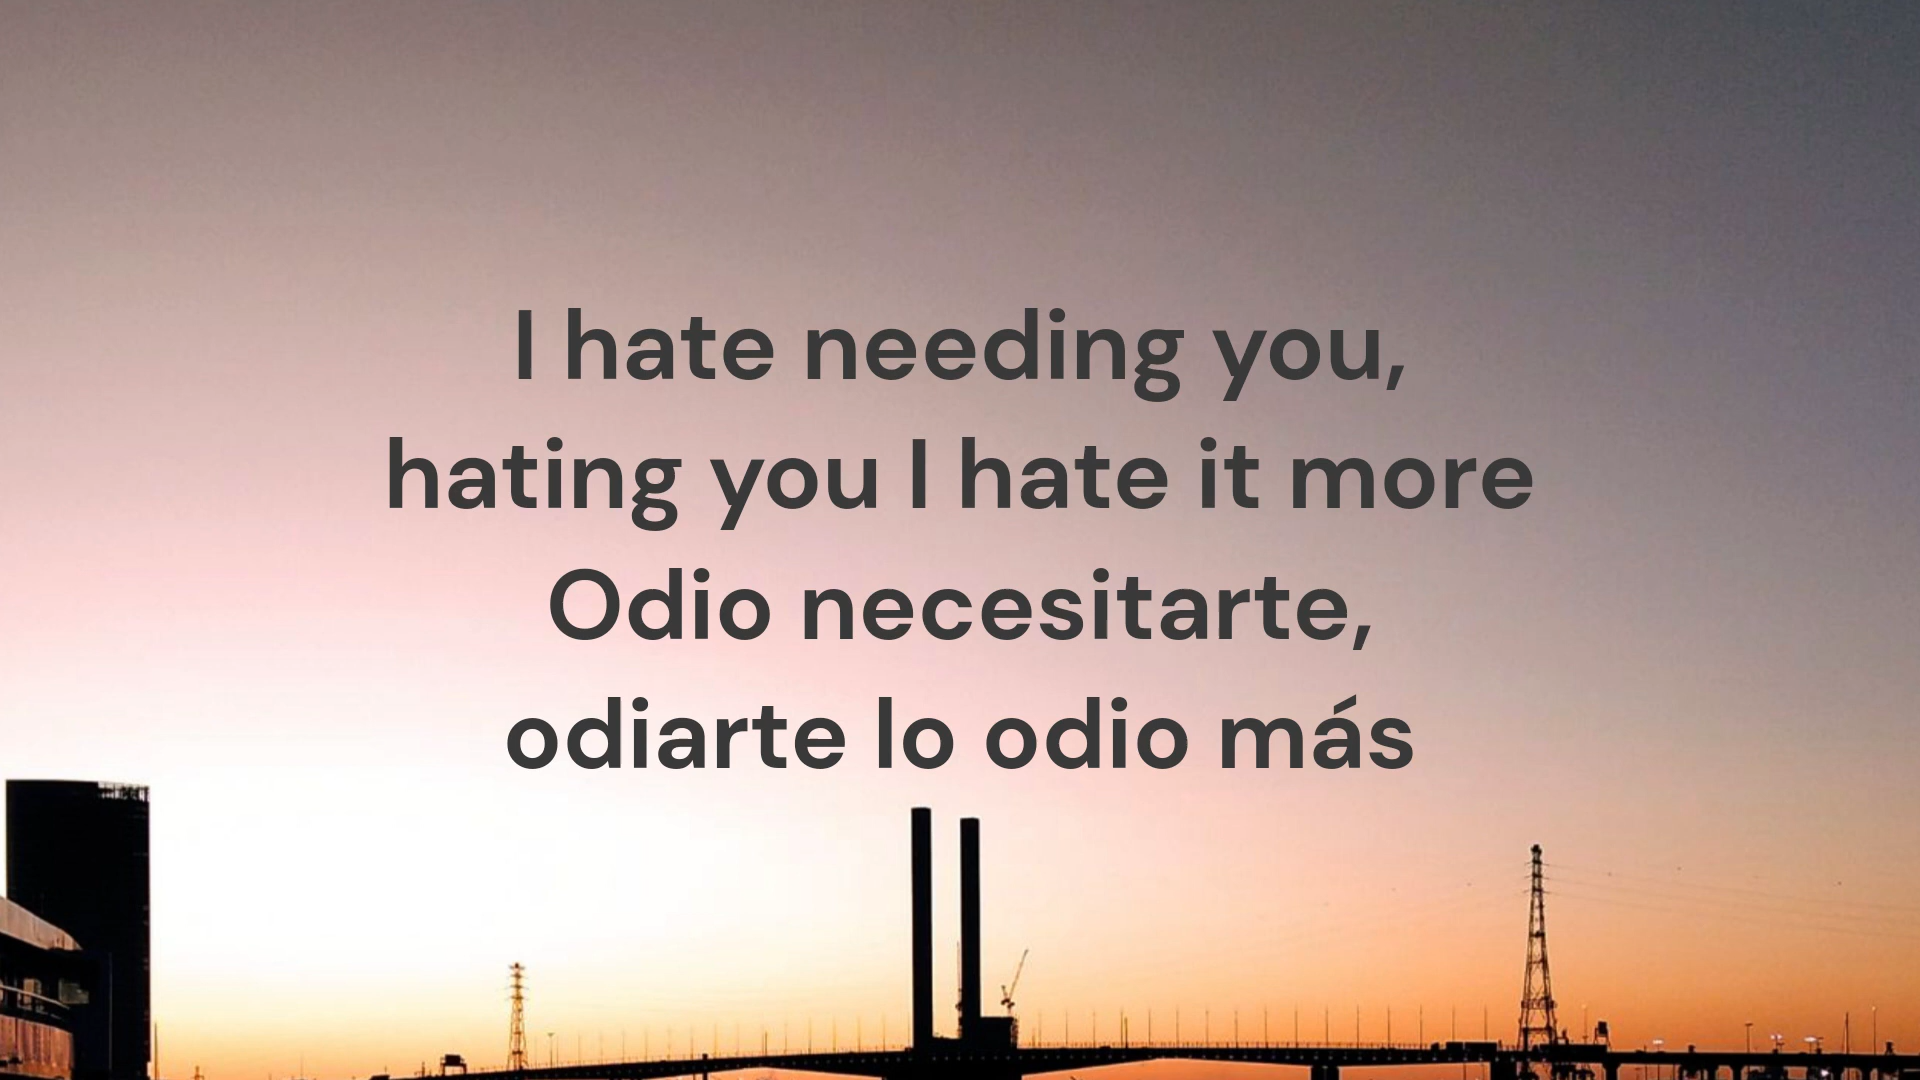 I hate needing you,
hating you I hate it more
Odio necesitarte,
odiarte lo odio más